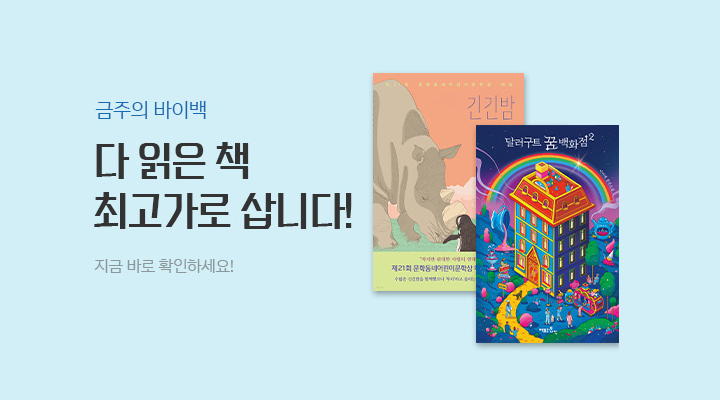 금주의 바이백
다 읽은 책
최고가로 삽니다!
지금 바로 확인하세요!
긴긴밤
제21회 문학동네어린이문학상
달러구트 꿈 백화점2